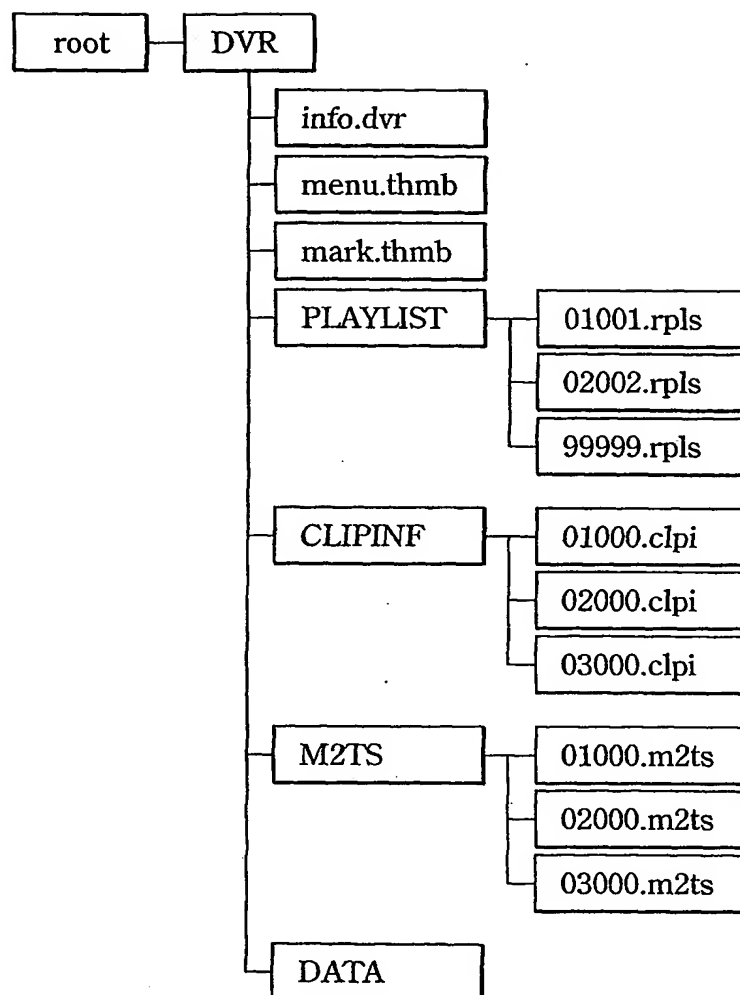 root DVR
info.dvr
menu.thmb
mark.thmb
PLAYLIST 01001.rpls
02002.rpls
99999.rpls
CLIPINF 01000.clpi
02000.clpi
03000.clpi
M2TS 01000.m2ts
02000.m2ts
03000.m2ts
DATA